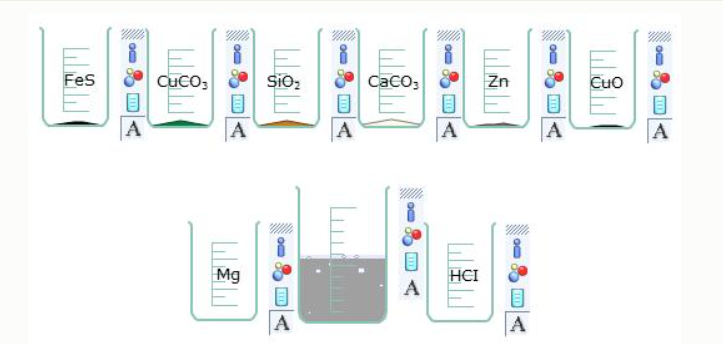 FeS CuCO₃ SiO₂ CaCO₃ Zn CuO
A A A A A A
A
Mg HCl
A A